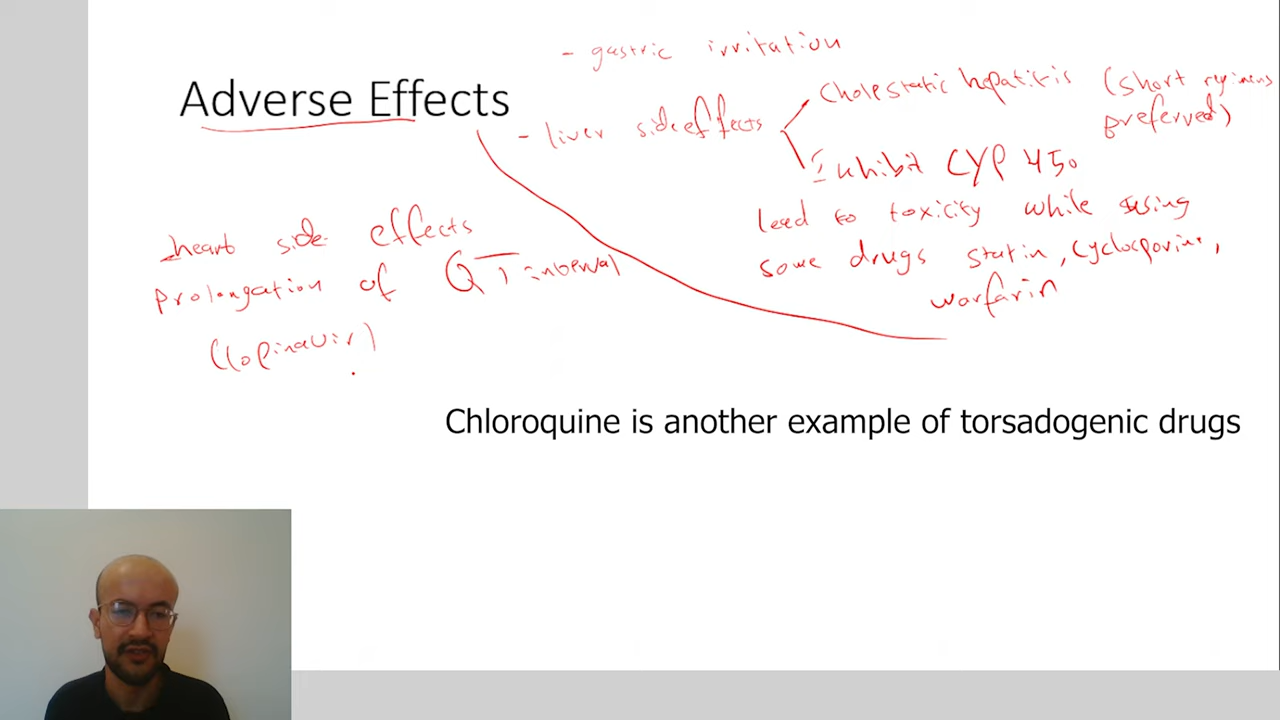 - gastric irritation
Adverse Effects
- liver side effects
Cholestatic hepatitis (short regimens preferred)
Inhibit CYP 450
lead to toxicity while using
some drugs statin, cyclosporine,
warfarin
heart side effects
prolongation of QT interval
(lopinavir)
Chloroquine is another example of torsadogenic drugs